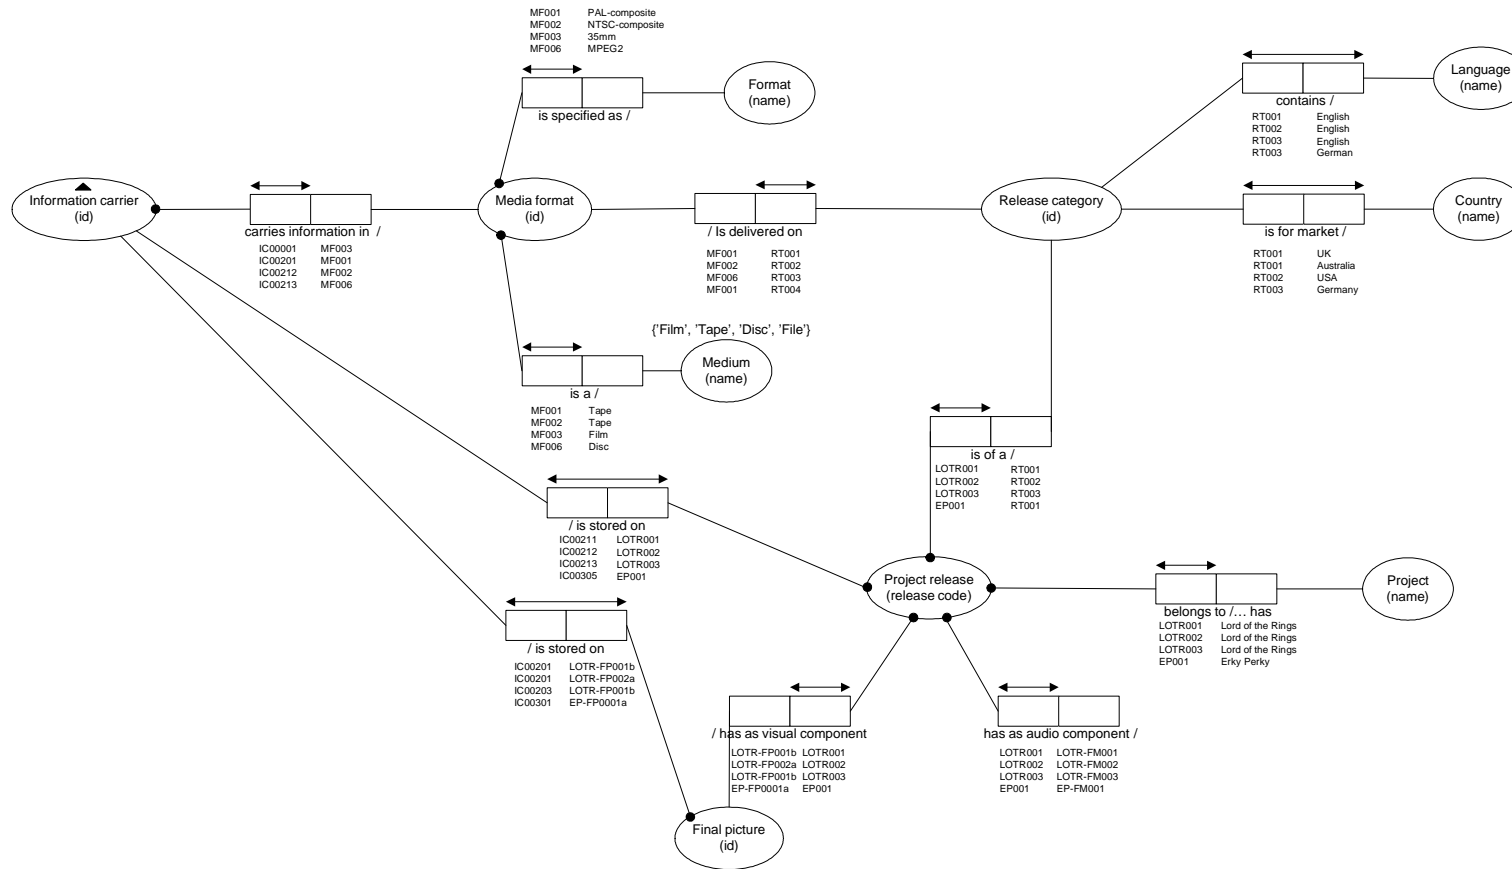 MF001 PAL-composite
MF002 NTSC-composite
MF003 35mm
MF006 MPEG2
is specified as /
Format
(name)
contains /
RT001 English
RT002 English
RT003 English
RT003 German
Language
(name)
Information carrier
(id)
carries information in /
IC00001 MF003
IC00201 MF001
IC00212 MF002
IC00213 MF006
Media format
(id)
/ Is delivered on
MF001 RT001
MF002 RT002
MF006 RT003
MF001 RT004
Release category
(id)
is for market /
RT001 UK
RT001 Australia
RT002 USA
RT003 Germany
Country
(name)
{'Film', 'Tape', 'Disc', 'File'}
Medium
(name)
is a /
MF001 Tape
MF002 Tape
MF003 Film
MF006 Disc
is of a /
LOTR001 RT001
LOTR002 RT002
LOTR003 RT003
EP001 RT001
/ is stored on
IC00211 LOTR001
IC00212 LOTR002
IC00213 LOTR003
IC00305 EP001
Project release
(release code)
belongs to /... has
LOTR001 Lord of the Rings
LOTR002 Lord of the Rings
LOTR003 Lord of the Rings
EP001 Erky Perky
Project
(name)
/ is stored on
IC00201 LOTR-FP001b
IC00201 LOTR-FP002a
IC00203 LOTR-FP001b
IC00301 EP-FP0001a
/ has as visual component
LOTR-FP001b LOTR001
LOTR-FP002a LOTR002
LOTR-FP001b LOTR003
EP-FP0001a EP001
has as audio component /
LOTR001 LOTR-FM001
LOTR002 LOTR-FM002
LOTR003 LOTR-FM003
EP001 EP-FM001
Final picture
(id)